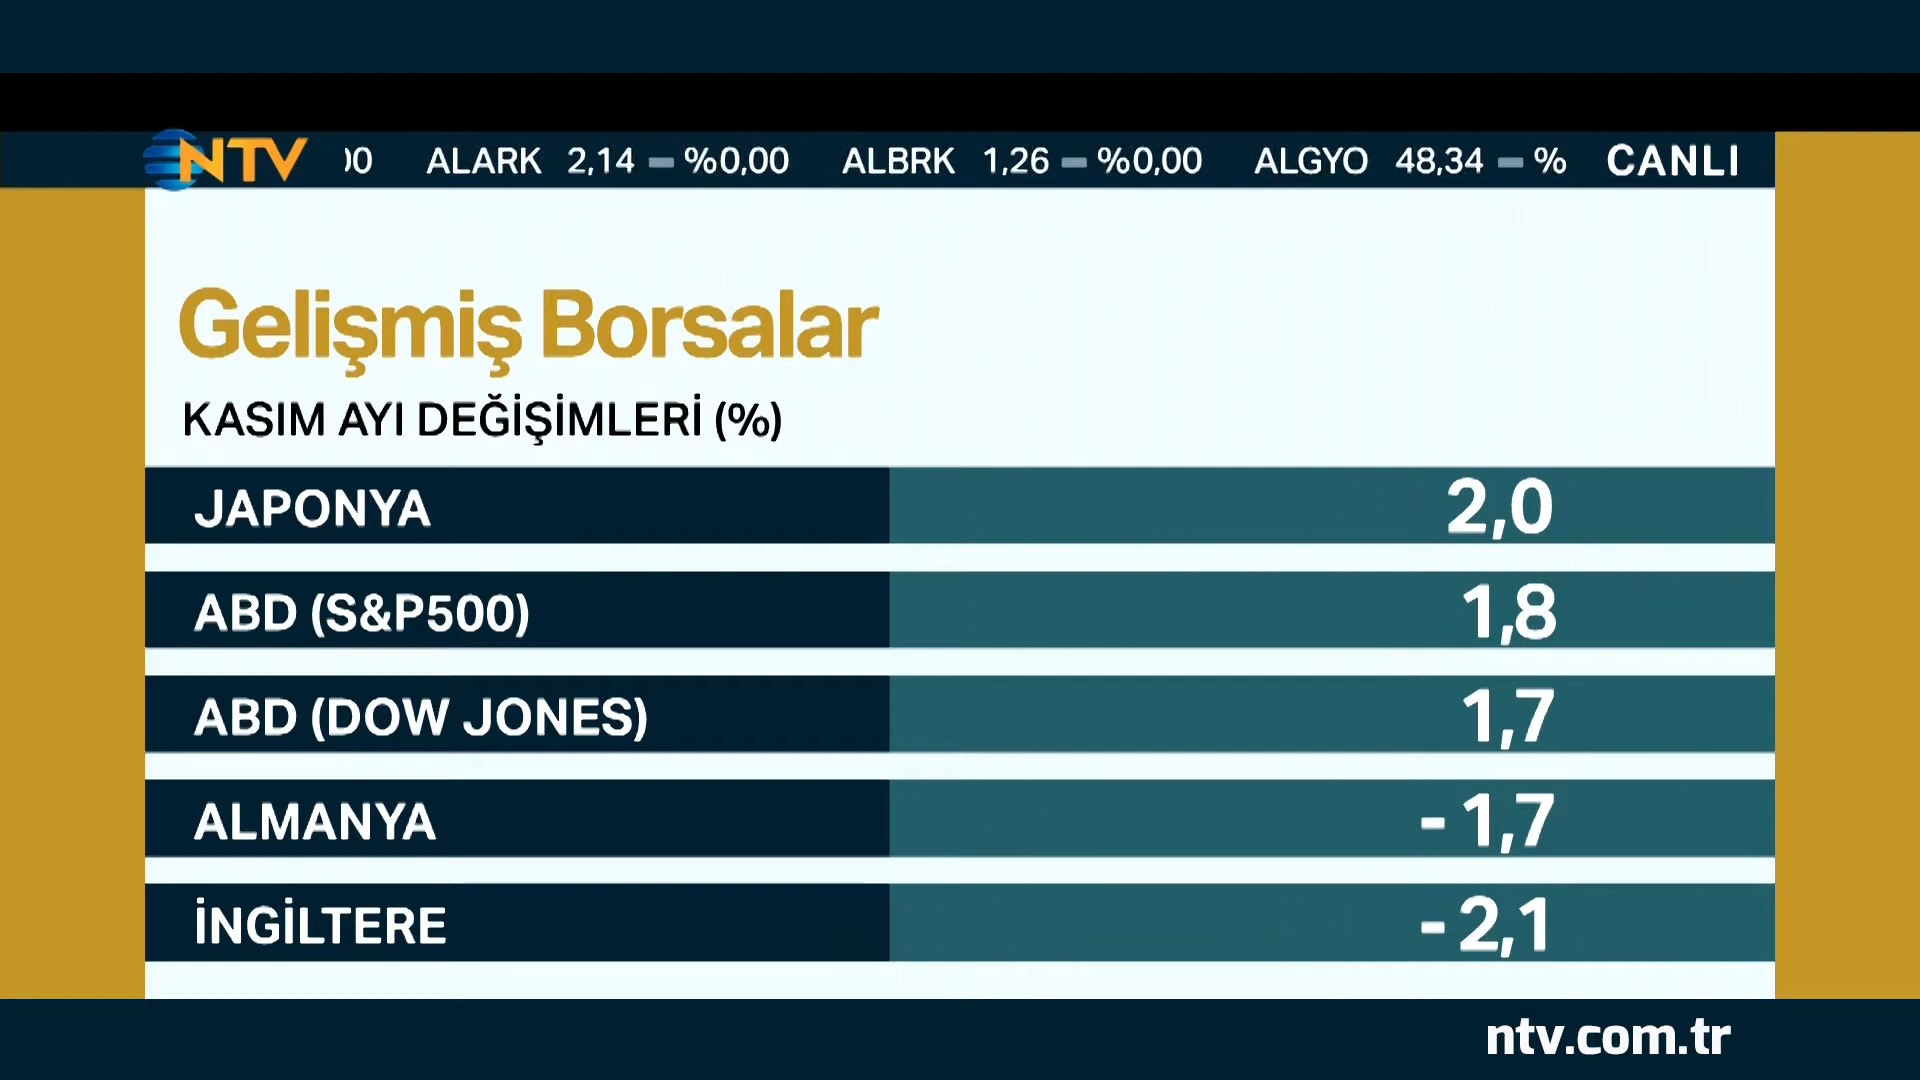 NTV 00 ALARK 2,14 %0,00 ALBRK 1,26 %0,00 ALGYO 48,34 % CANLI
Gelişmiş Borsalar
KASIM AYI DEĞİŞİMLERİ (%)
JAPONYA 2,0
ABD (S&P500) 1,8
ABD (DOW JONES) 1,7
ALMANYA - 1,7
İNGİLTERE - 2,1
ntv.com.tr